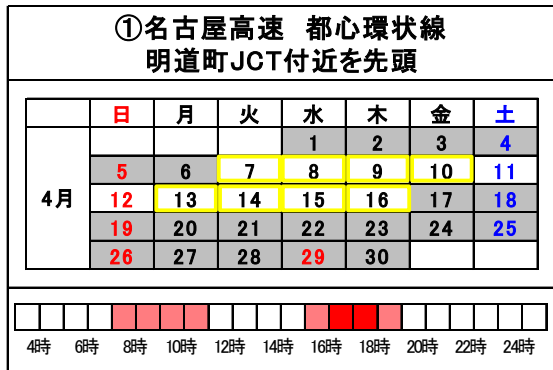 ①名古屋高速 都心環状線
明道町JCT付近を先頭
日 月 火 水 木 金 土
4月
1 2 3 4
5 6 7 8 9 10 11
12 13 14 15 16 17 18
19 20 21 22 23 24 25
26 27 28 29 30
4時 6時 8時 10時 12時 14時 16時 18時 20時 22時 24時